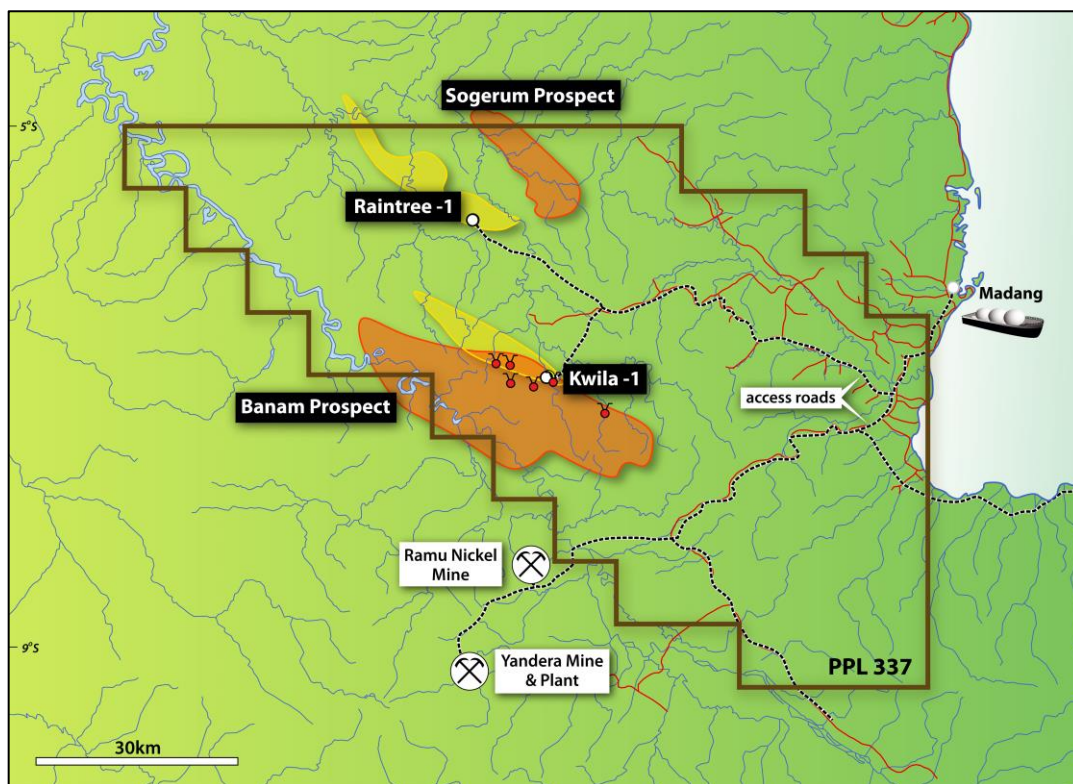 Sogerum Prospect
5°S
Raintree -1
Madang
Kwila -1
Banam Prospect
access roads
Ramu Nickel
Mine
9°S
Yandera Mine
& Plant
PPL 337
30km